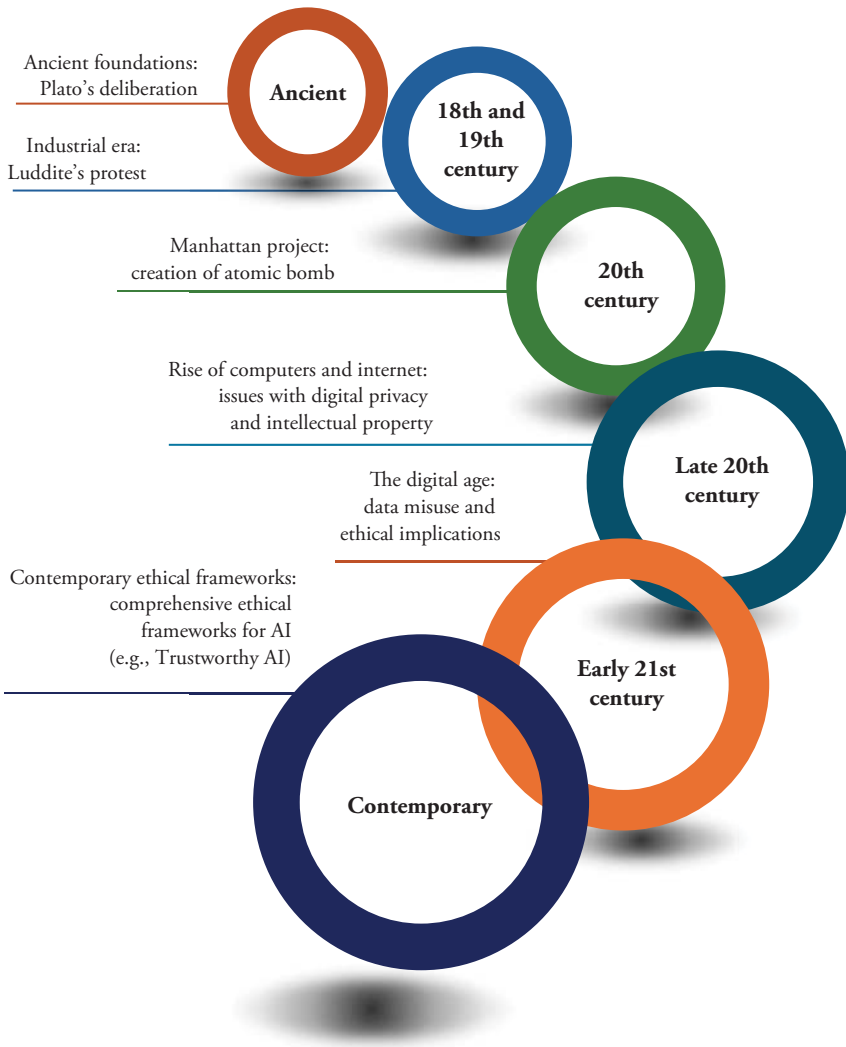 Ancient foundations:
Plato’s deliberation
Ancient
18th and
19th
century
Industrial era:
Luddite’s protest
Manhattan project:
creation of atomic bomb
20th
century
Rise of computers and internet:
issues with digital privacy
and intellectual property
Late 20th
century
The digital age:
data misuse and
ethical implications
Early 21st
century
Contemporary ethical frameworks:
comprehensive ethical
frameworks for AI
(e.g., Trustworthy AI)
Contemporary